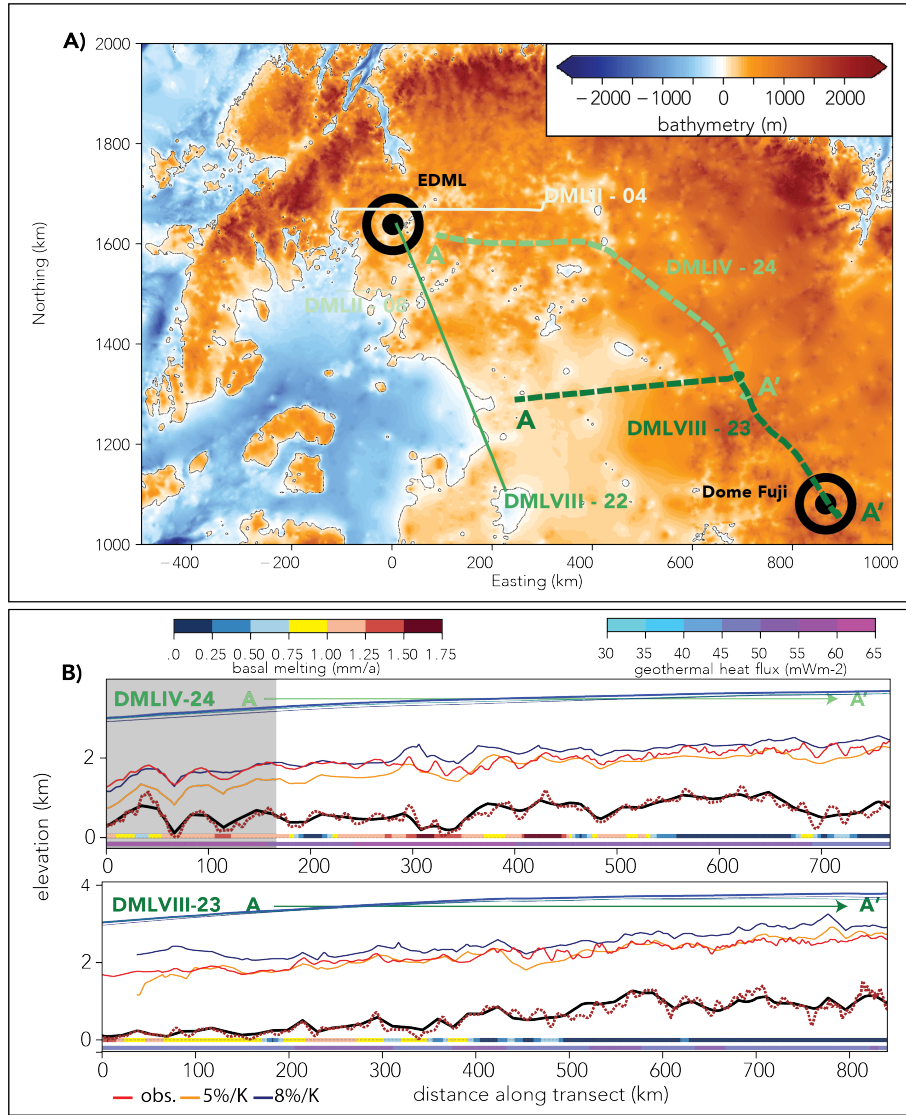 A)
2000
1800
1600
1400
1200
1000
Northing (km)
−2000 −1000 0 1000 2000
bathymetry (m)
EDML
DMLII - 04
A
DMLIV - 24
DMLII - 06
A'
A
DMLVIII - 23
Dome Fuji
DMLVIII - 22
A'
−400 −200 0 200 400 600 800 1000
Easting (km)
.0 0.25 0.50 0.75 1.00 1.25 1.50 1.75
basal melting (mm/a)
30 35 40 45 50 55 60 65
geothermal heat flux (mWm-2)
B)
DMLIV-24 A A'
2
0
0 100 200 300 400 500 600 700
elevation (km)
4
DMLVIII-23 A A'
2
0
0 100 200 300 400 500 600 700 800
obs. 5%/K 8%/K
distance along transect (km)